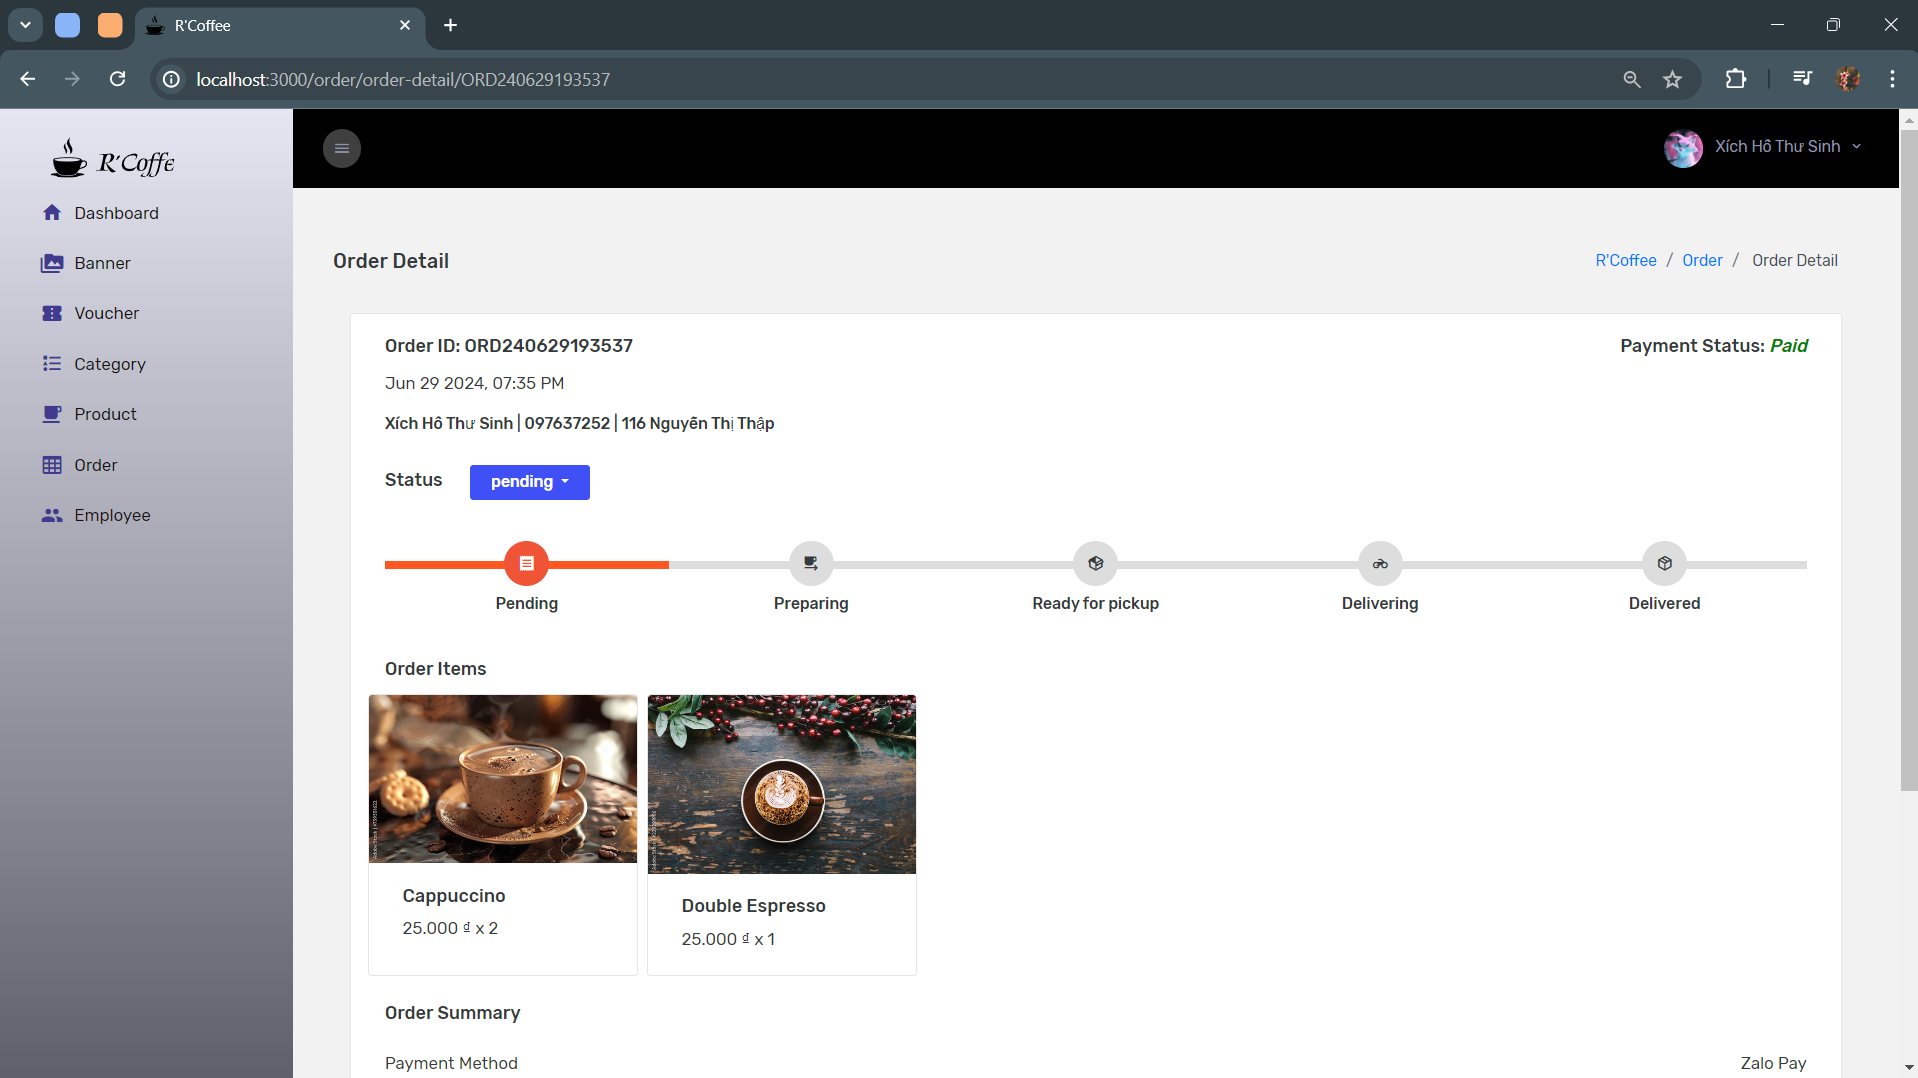 R'Coffee
localhost:3000/order/order-detail/ORD240629193537
R'Coffe
Xích Hồ Thư Sinh
Dashboard
Banner
Voucher
Category
Product
Order
Employee
Order Detail
R'Coffee / Order / Order Detail
Order ID: ORD240629193537
Payment Status: Paid
Jun 29 2024, 07:35 PM
Xích Hồ Thư Sinh | 097637252 | 116 Nguyễn Thị Thập
Status
pending
Pending
Preparing
Ready for pickup
Delivering
Delivered
Order Items
Cappuccino
25.000 ₫ x 2
Double Espresso
25.000 ₫ x 1
Order Summary
Payment Method
Zalo Pay